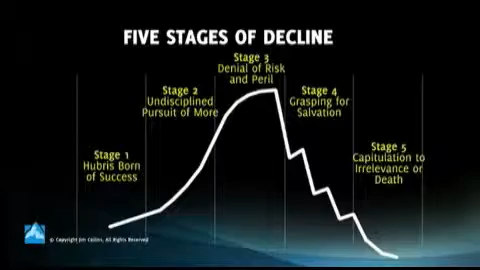 FIVE STAGES OF DECLINE
Stage 1
Hubris Born
of Success
Stage 2
Undisciplined
Pursuit of More
Stage 3
Denial of Risk
and Peril
Stage 4
Grasping for
Salvation
Stage 5
Capitulation to
Irrelevance or
Death
© Copyright Jim Collins, All Rights Reserved